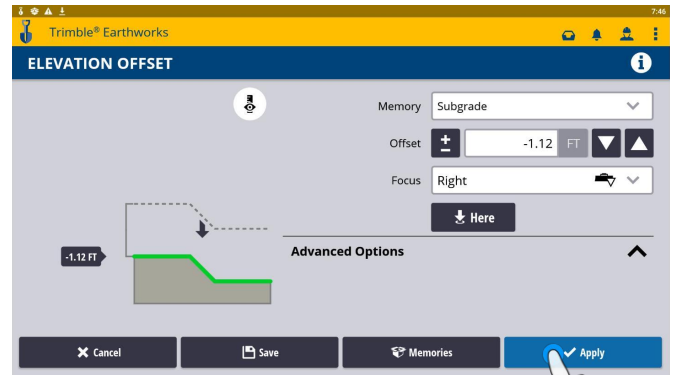 7:46
Trimble® Earthworks
ELEVATION OFFSET
Memory Subgrade
Offset -1.12 FT
Focus Right
Here
Advanced Options
-1.12 FT
Cancel Save Memories Apply